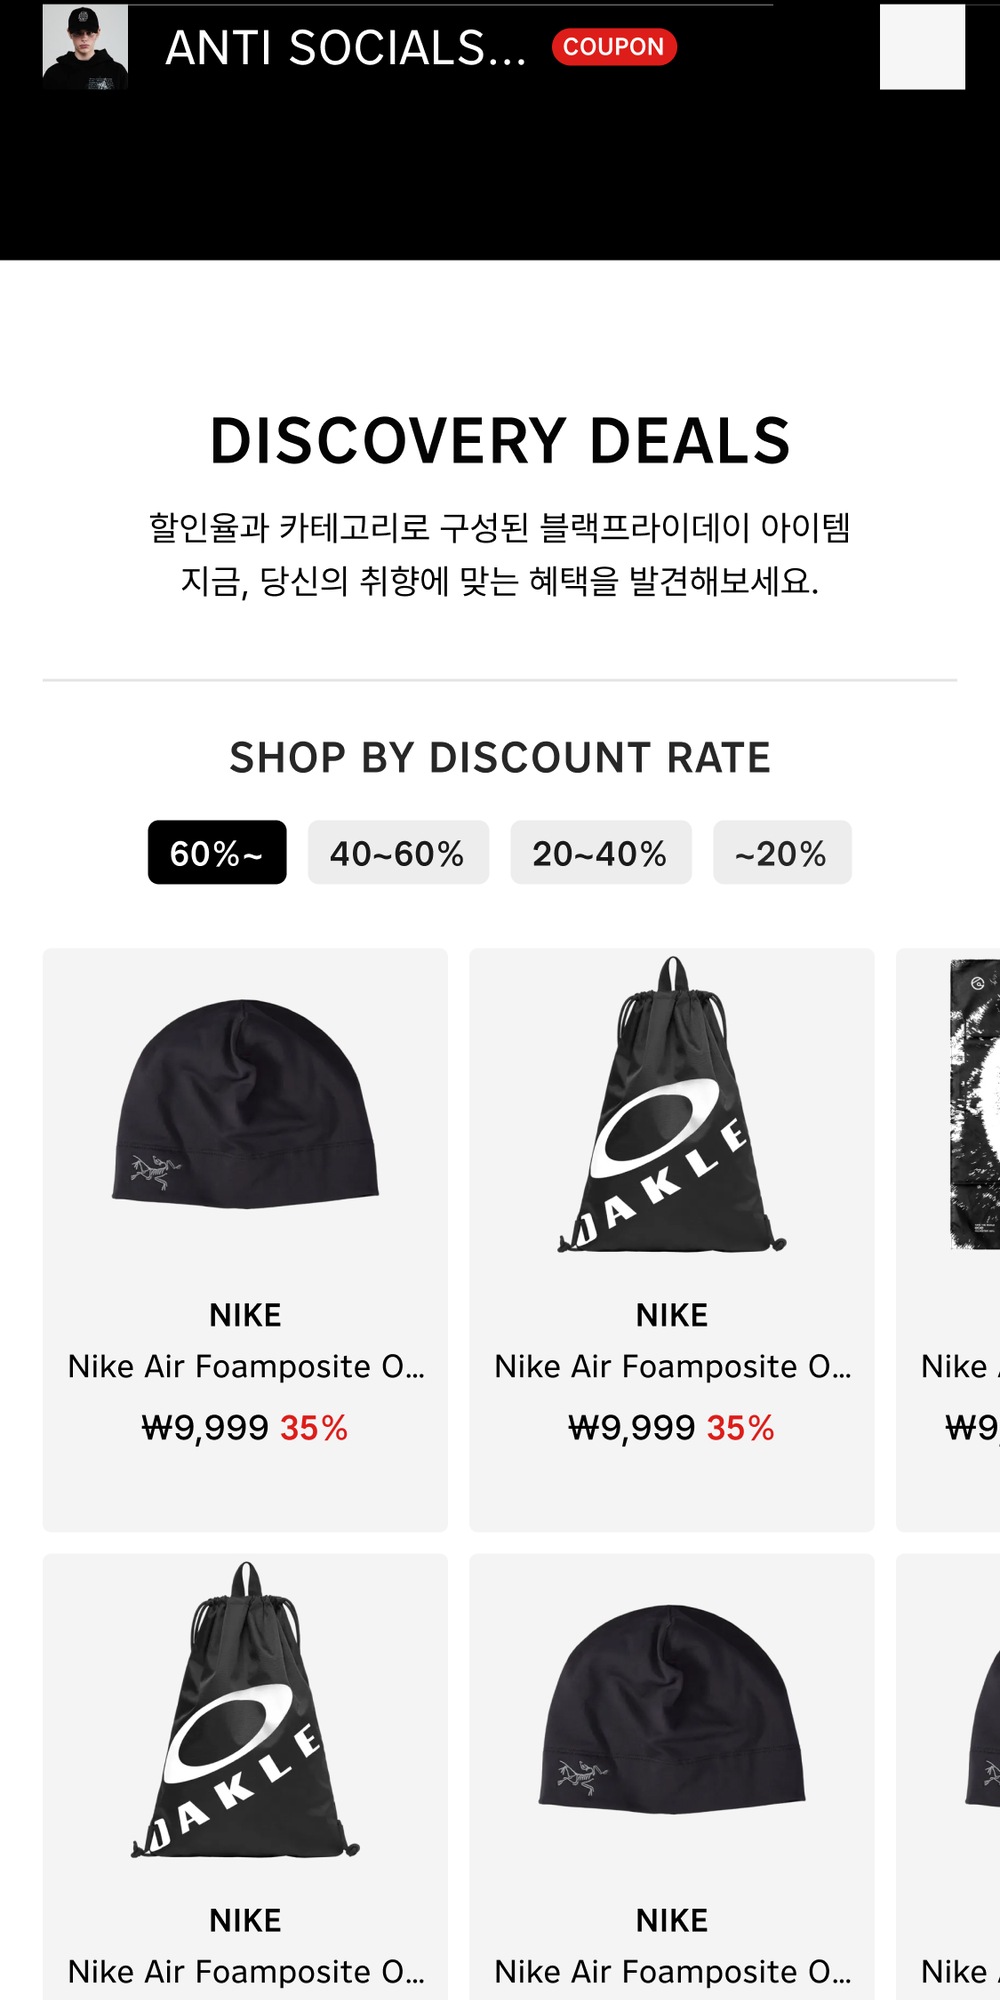 ANTI SOCIALS...
COUPON
DISCOVERY DEALS
할인율과 카테고리로 구성된 블랙프라이데이 아이템
지금, 당신의 취향에 맞는 혜택을 발견해보세요.
SHOP BY DISCOUNT RATE
60%~
40~60%
20~40%
~20%
OAKLE
NIKE
Nike Air Foamposite O...
₩9,999 35%
NIKE
Nike Air Foamposite O...
₩9,999 35%
Nike
₩9,
OAKLE
NIKE
Nike Air Foamposite O...
NIKE
Nike Air Foamposite O...
Nike